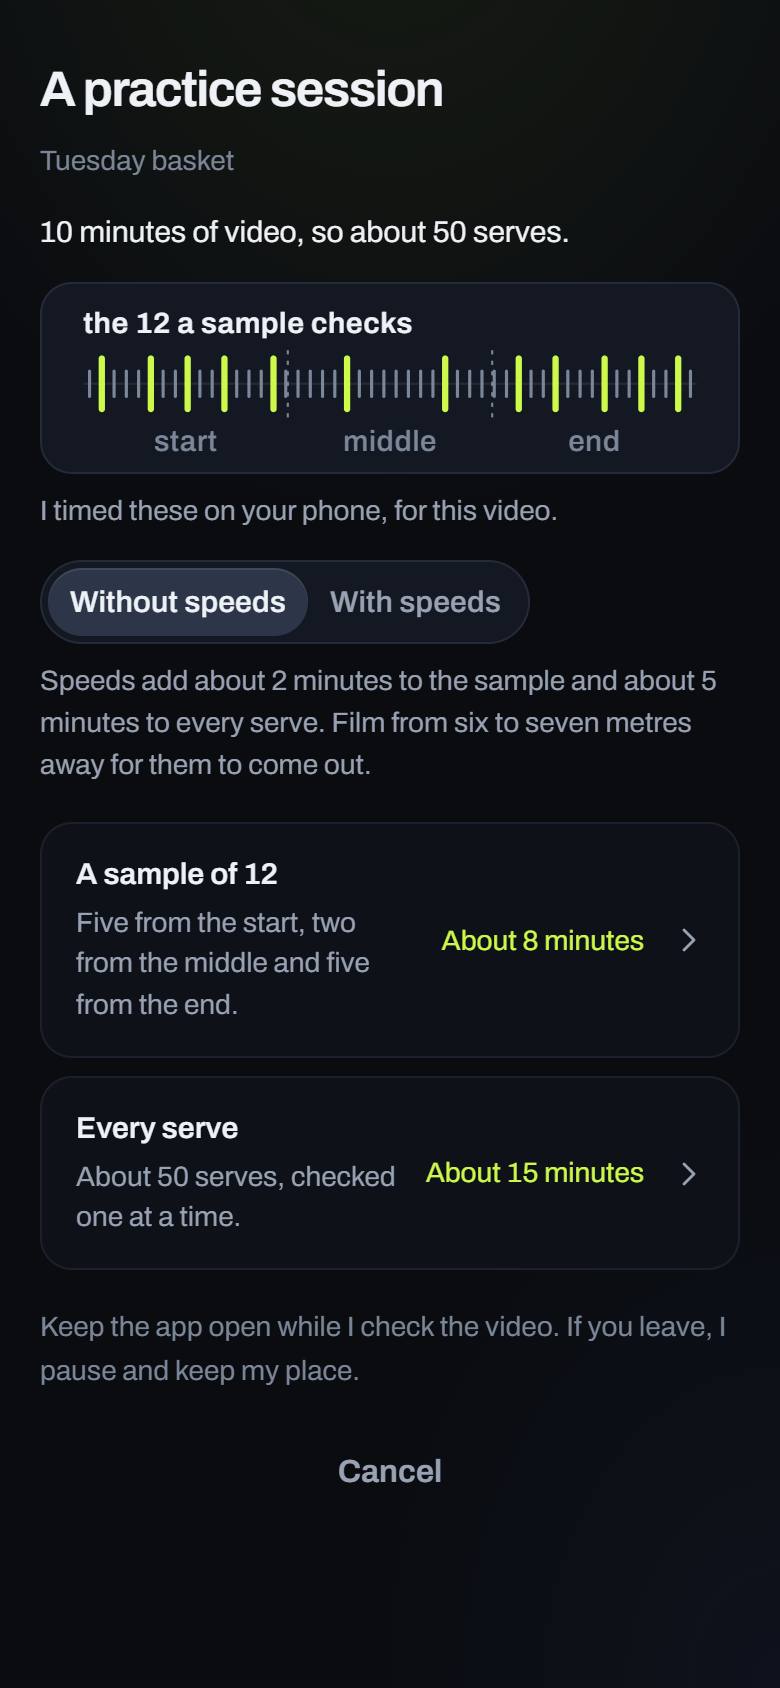 A practice session
Tuesday basket
10 minutes of video, so about 50 serves.
the 12 a sample checks
start middle end
I timed these on your phone, for this video.
Without speeds With speeds
Speeds add about 2 minutes to the sample and about 5
minutes to every serve. Film from six to seven metres
away for them to come out.
A sample of 12
Five from the start, two
from the middle and five
from the end.
About 8 minutes
Every serve
About 50 serves, checked
one at a time.
About 15 minutes
Keep the app open while I check the video. If you leave, I
pause and keep my place.
Cancel